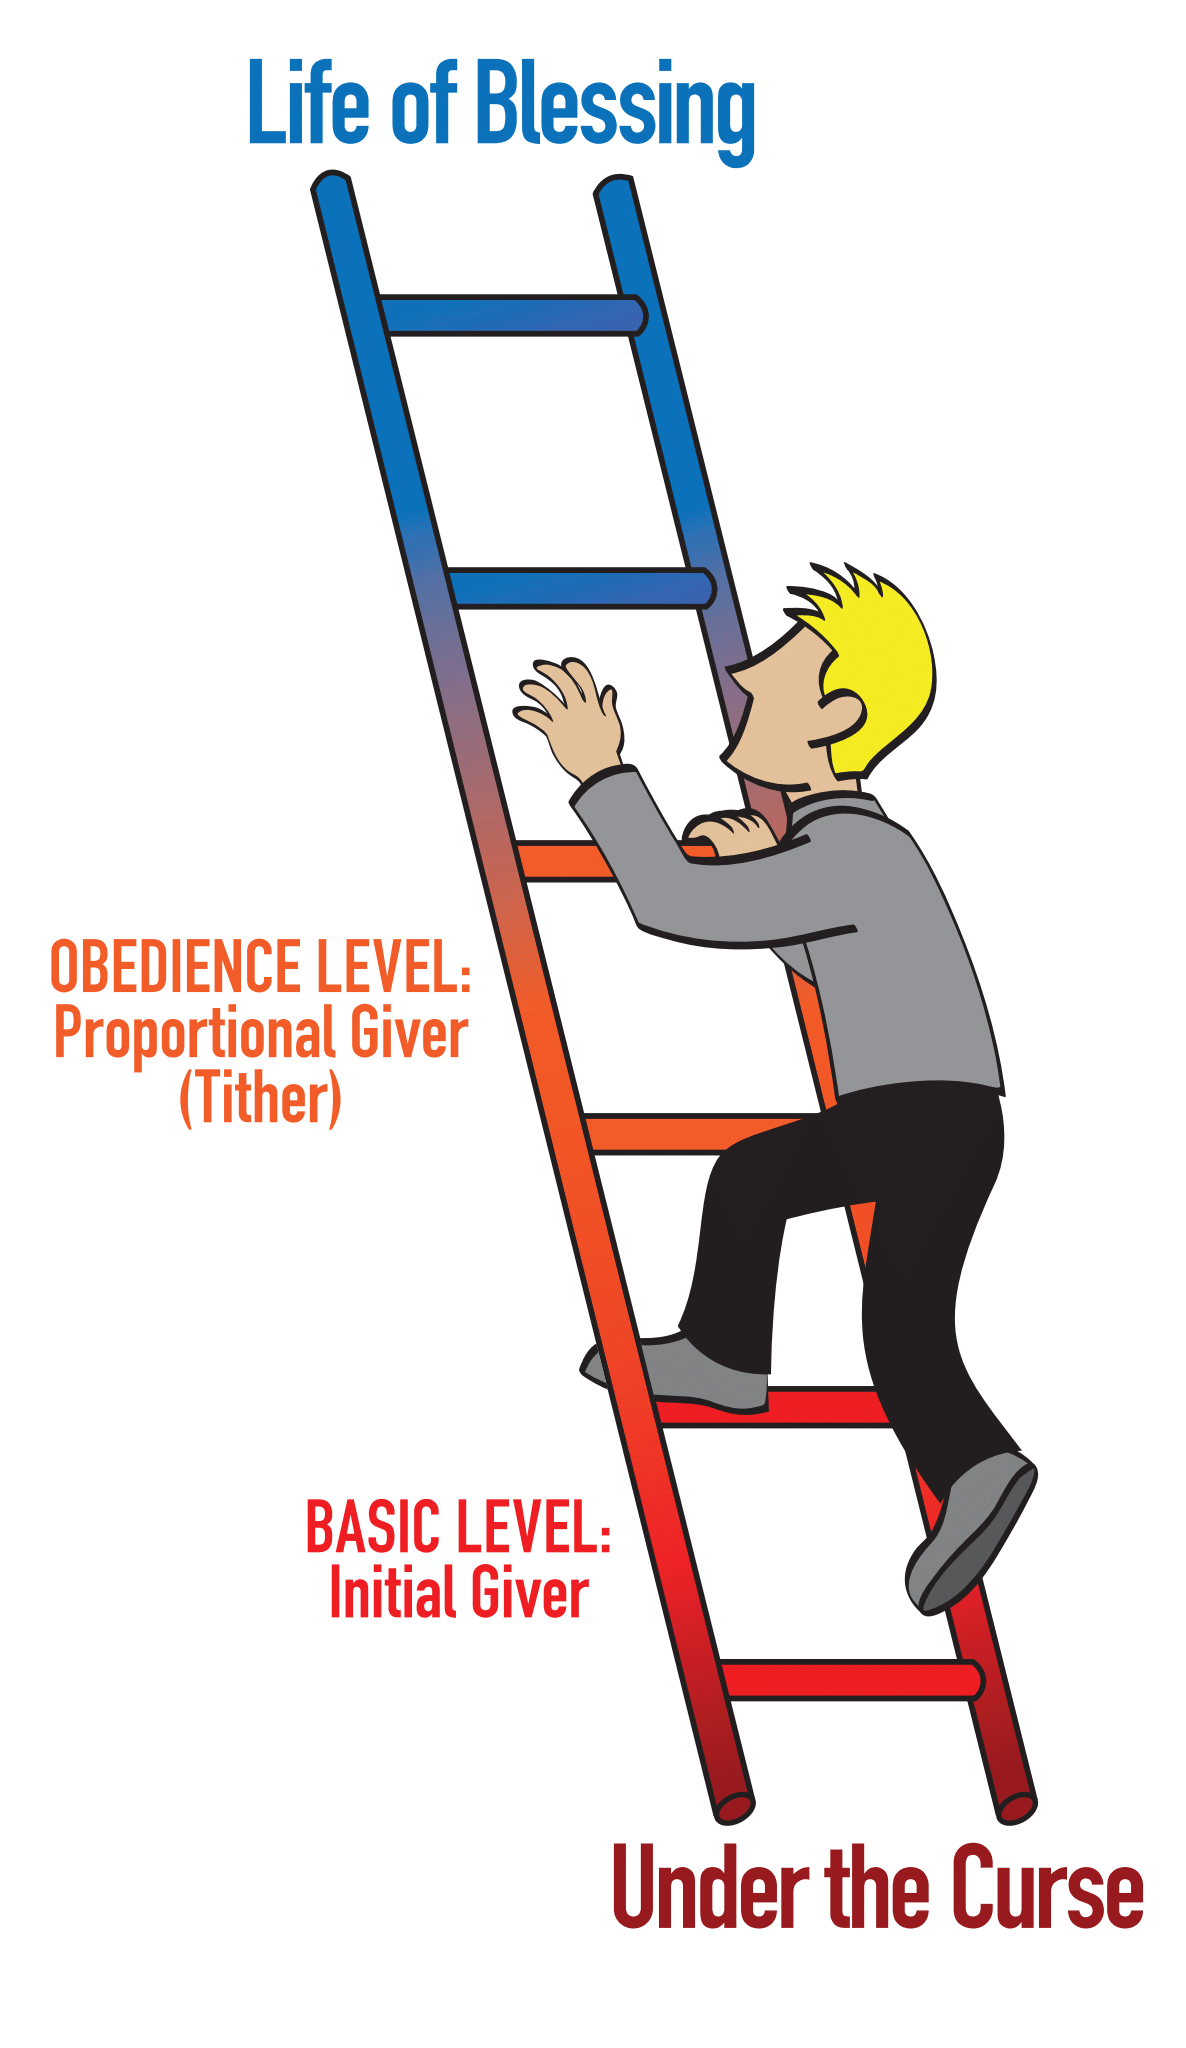 Life of Blessing
OBEDIENCE LEVEL:
Proportional Giver
(Tither)
BASIC LEVEL:
Initial Giver
Under the Curse